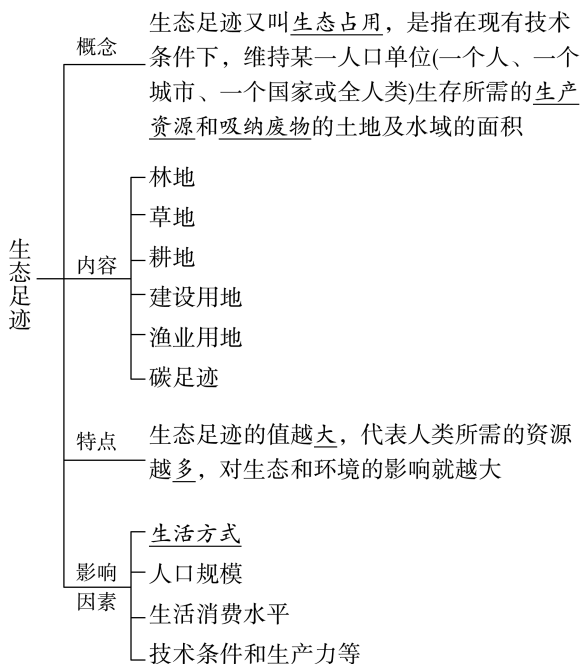 生态足迹
概念
生态足迹又叫生态占用，是指在现有技术
条件下，维持某一人口单位(一个人、一个
城市、一个国家或全人类)生存所需的生产
资源和吸纳废物的土地及水域的面积
内容
林地
草地
耕地
建设用地
渔业用地
碳足迹
特点
生态足迹的值越大，代表人类所需的资源
越多，对生态和环境的影响就越大
影响
因素
生活方式
人口规模
生活消费水平
技术条件和生产力等